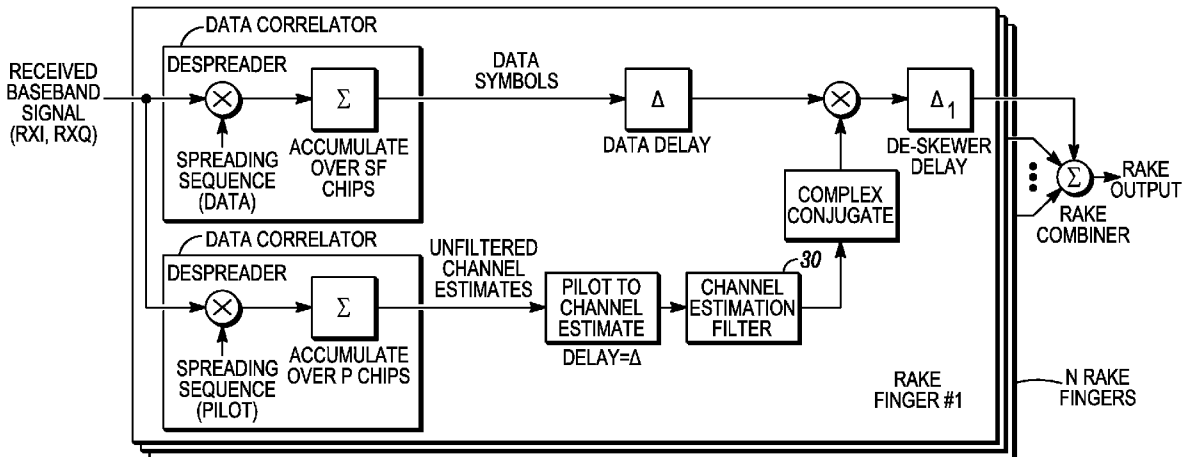 DATA CORRELATOR
RECEIVED
BASEBAND
SIGNAL
(RXI, RXQ)
DESPREADER
Σ
SPREADING
SEQUENCE
(DATA)
ACCUMULATE
OVER SF
CHIPS
DATA
SYMBOLS
Δ
DATA DELAY
Δ1
DE-SKEWER
DELAY
COMPLEX
CONJUGATE
Σ
RAKE
OUTPUT
RAKE
COMBINER
DATA CORRELATOR
DESPREADER
Σ
SPREADING
SEQUENCE
(PILOT)
ACCUMULATE
OVER P CHIPS
UNFILTERED
CHANNEL
ESTIMATES
PILOT TO
CHANNEL
ESTIMATE
DELAY=Δ
30
CHANNEL
ESTIMATION
FILTER
RAKE
FINGER #1
N RAKE
FINGERS